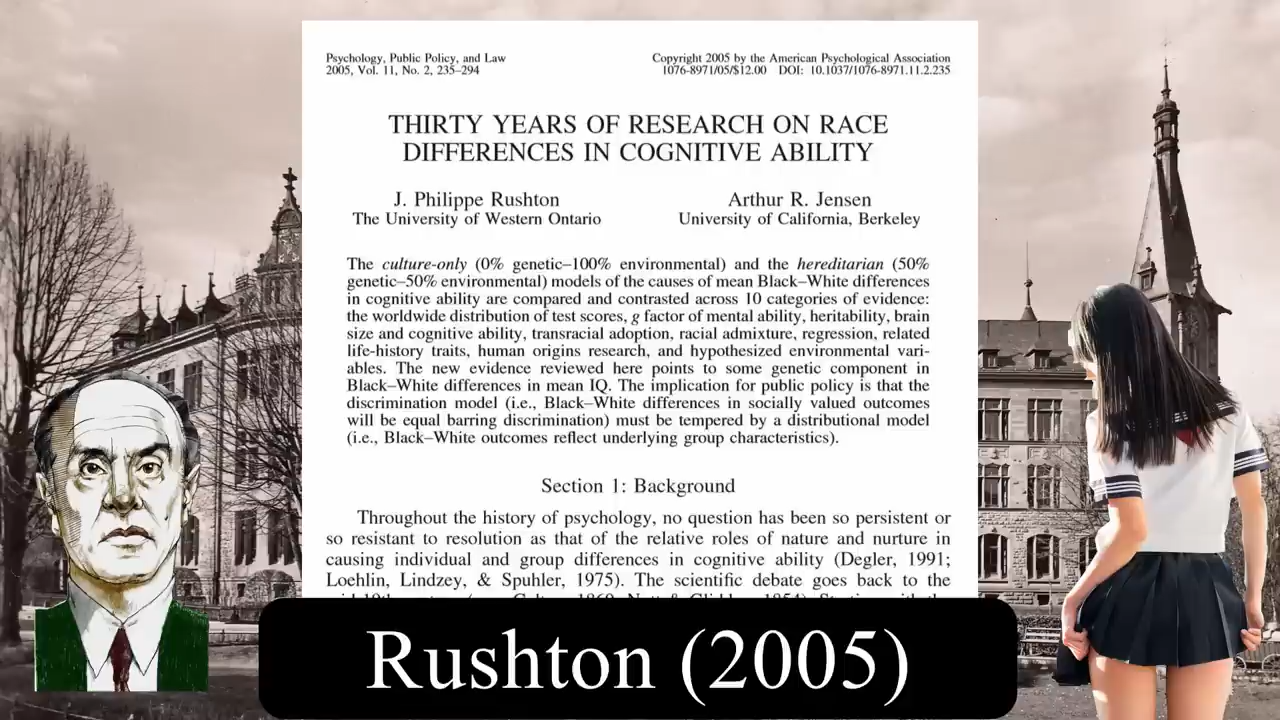 Psychology, Public Policy, and Law
2005, Vol. 11, No. 2, 235–294
Copyright 2005 by the American Psychological Association
1076-8971/05/$12.00 DOI: 10.1037/1076-8971.11.2.235
THIRTY YEARS OF RESEARCH ON RACE
DIFFERENCES IN COGNITIVE ABILITY
J. Philippe Rushton
The University of Western Ontario
Arthur R. Jensen
University of California, Berkeley
The culture-only (0% genetic–100% environmental) and the hereditarian (50%
genetic–50% environmental) models of the causes of mean Black–White differences
in cognitive ability are compared and contrasted across 10 categories of evidence:
the worldwide distribution of test scores, g factor of mental ability, heritability, brain
size and cognitive ability, transracial adoption, racial admixture, regression, related
life-history traits, human origins research, and hypothesized environmental vari-
ables. The new evidence reviewed here points to some genetic component in
Black–White differences in mean IQ. The implication for public policy is that the
discrimination model (i.e., Black–White differences in socially valued outcomes
will be equal barring discrimination) must be tempered by a distributional model
(i.e., Black–White outcomes reflect underlying group characteristics).
Section 1: Background
Throughout the history of psychology, no question has been so persistent or
so resistant to resolution as that of the relative roles of nature and nurture in
causing individual and group differences in cognitive ability (Degler, 1991;
Loehlin, Lindzey, & Spuhler, 1975). The scientific debate goes back to the
Rushton (2005)